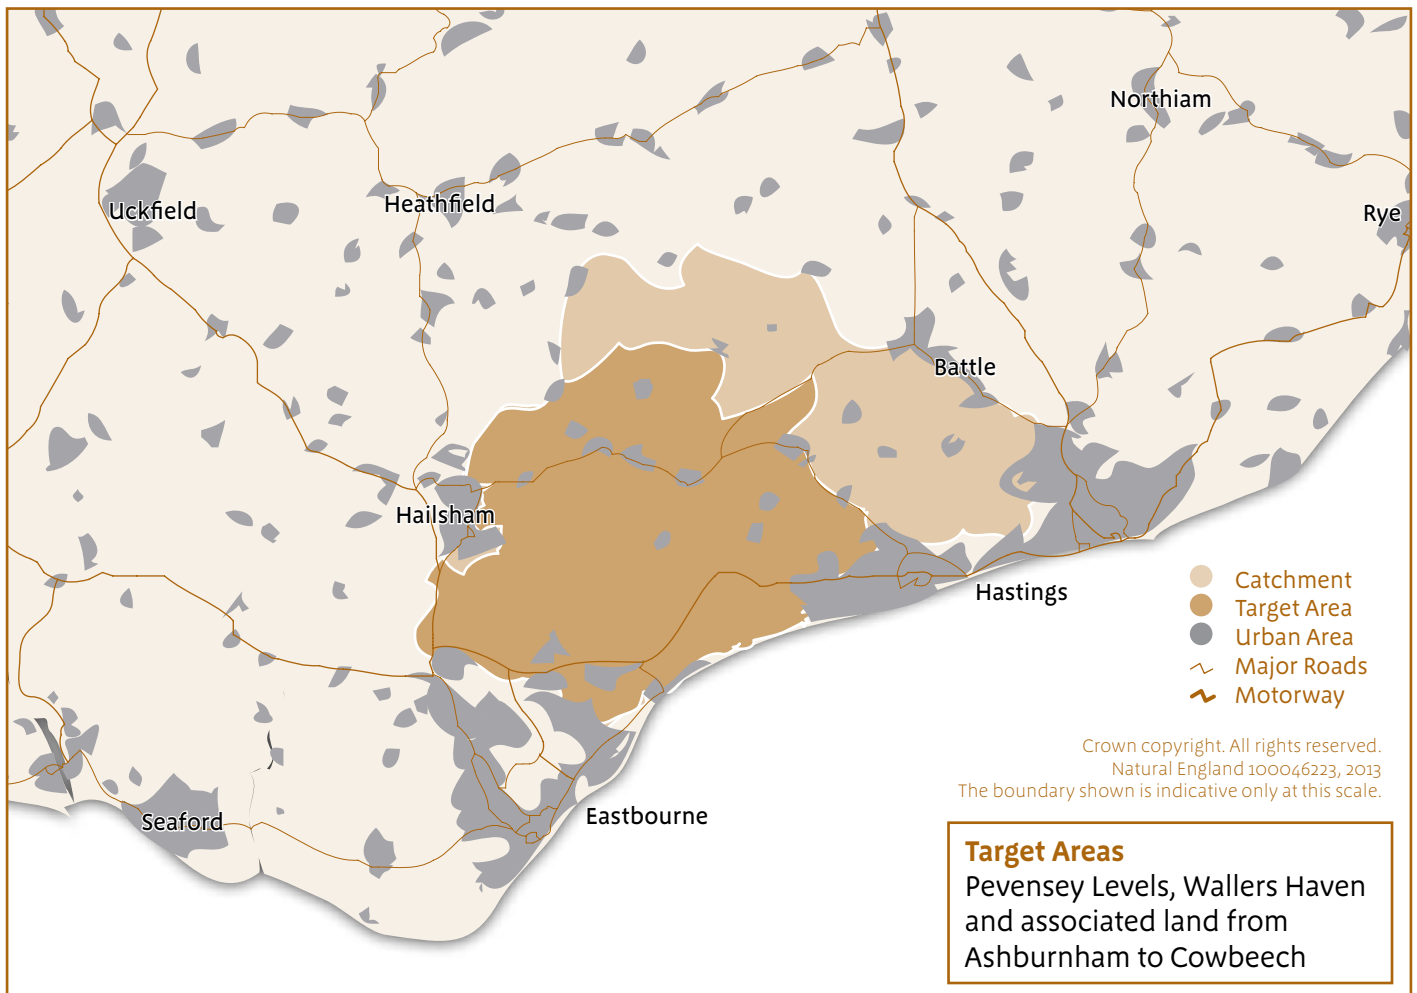 Northiam
Uckfield
Heathfield
Rye
Battle
Hailsham
Hastings
Catchment
Target Area
Urban Area
Major Roads
Motorway
Crown copyright. All rights reserved.
Natural England 100046223, 2013
The boundary shown is indicative only at this scale.
Seaford
Eastbourne
Target Areas
Pevensey Levels, Wallers Haven
and associated land from
Ashburnham to Cowbeech